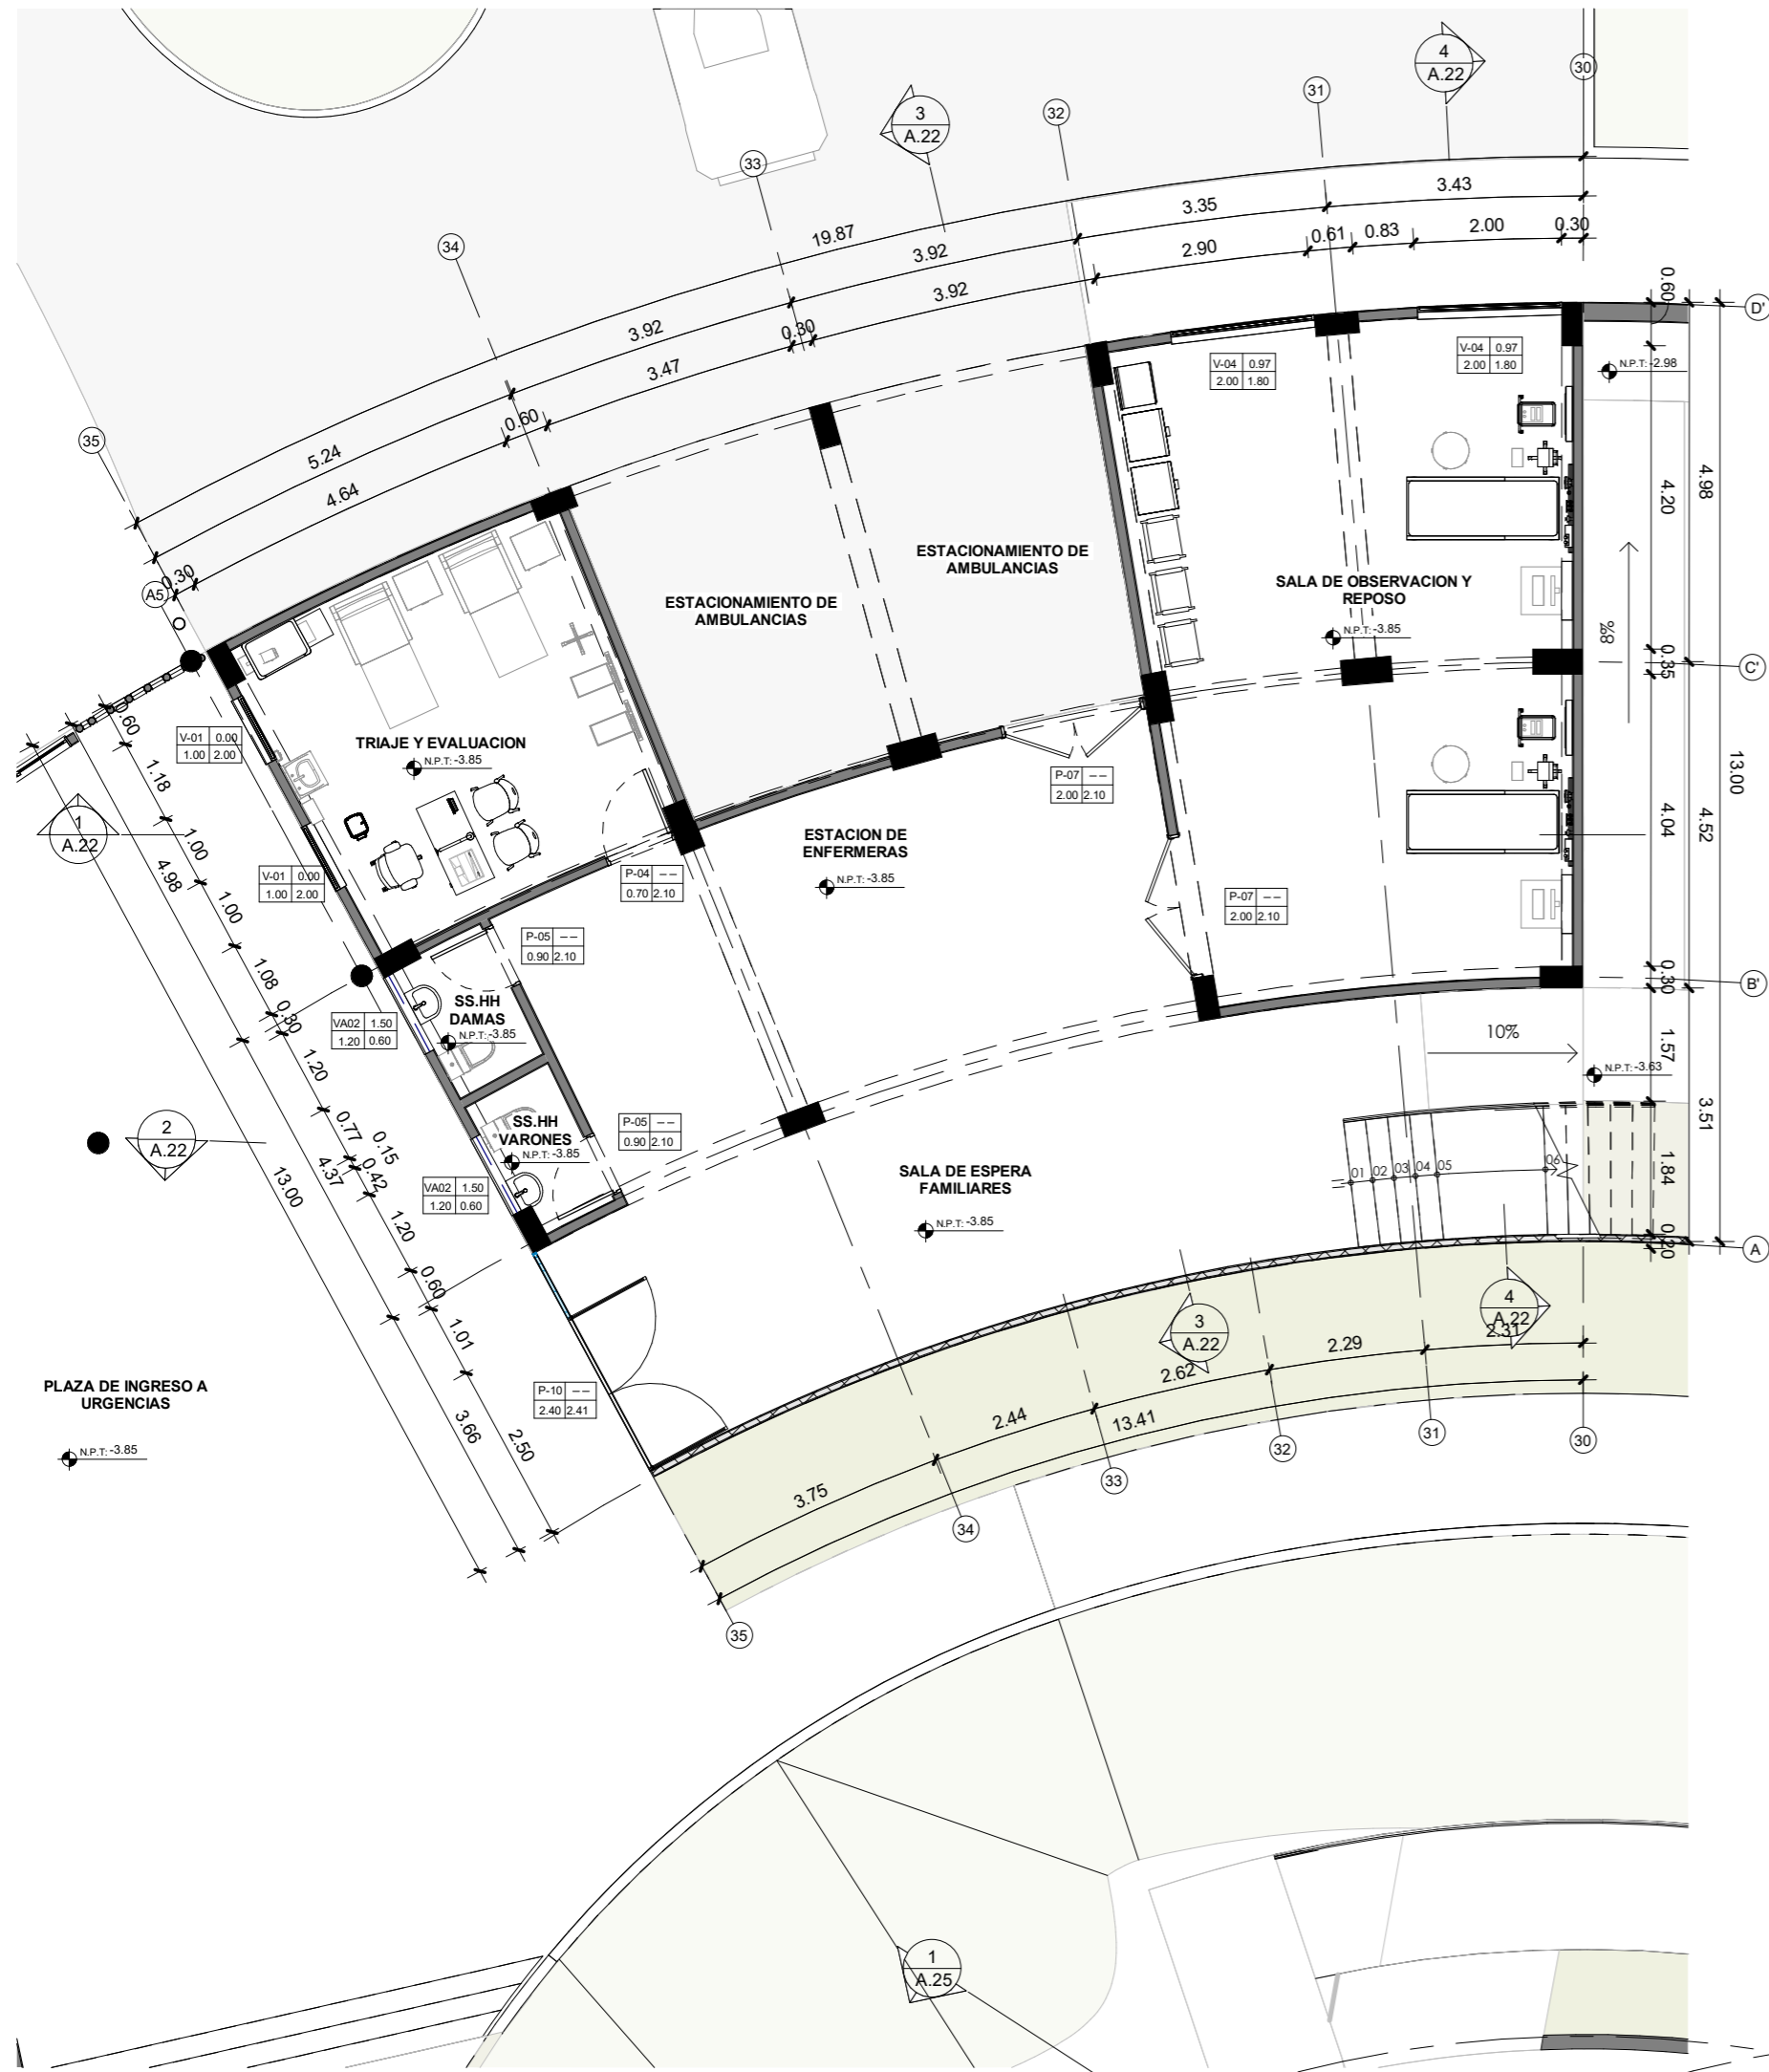 4
A.22
30
31
3
A.22
32
33
34
35
3.43
3.35
19.87
3.92
3.92
5.24
2.00
0.30
0.83
0.61
2.90
3.92
0.30
3.47
0.60
4.64
0.30
A5
0.60
D'
V-04 0.97
2.00 1.80
V-04 0.97
2.00 1.80
N.P.T: -2.98
4.98
4.20
ESTACIONAMIENTO DE
AMBULANCIAS
ESTACIONAMIENTO DE
AMBULANCIAS
SALA DE OBSERVACION Y
REPOSO
N.P.T: -3.85
8%
0.35
C'
V-01 0.00
1.00 2.00
TRIAJE Y EVALUACION
N.P.T: -3.85
P-07 --
2.00 2.10
13.00
4.52
4.04
1
A.22
0.60
1.18
1.00
4.98
1.00
1.08
0.30
ESTACION DE
ENFERMERAS
N.P.T: -3.85
V-01 0.00
1.00 2.00
P-04 --
0.70 2.10
P-07 --
2.00 2.10
P-05 --
0.90 2.10
0.30
B'
SS.HH
DAMAS
N.P.T: -3.85
VA02 1.50
1.20 0.60
10%
1.57
N.P.T: -3.63
3.51
2
A.22
1.20
0.77
0.15
0.42
4.37
13.00
SS.HH
VARONES
N.P.T: -3.85
P-05 --
0.90 2.10
VA02 1.50
1.20 0.60
1.20
0.60
1.01
SALA DE ESPERA
FAMILIARES
N.P.T: -3.85
01 02 03 04 05 06
1.84
0.20
A
3
A.22
4
A.22
2.31
2.29
2.62
2.44
13.41
3.75
PLAZA DE INGRESO A
URGENCIAS
N.P.T: -3.85
P-10 --
2.40 2.41
3.66
2.50
30
31
32
33
34
35
1
A.25